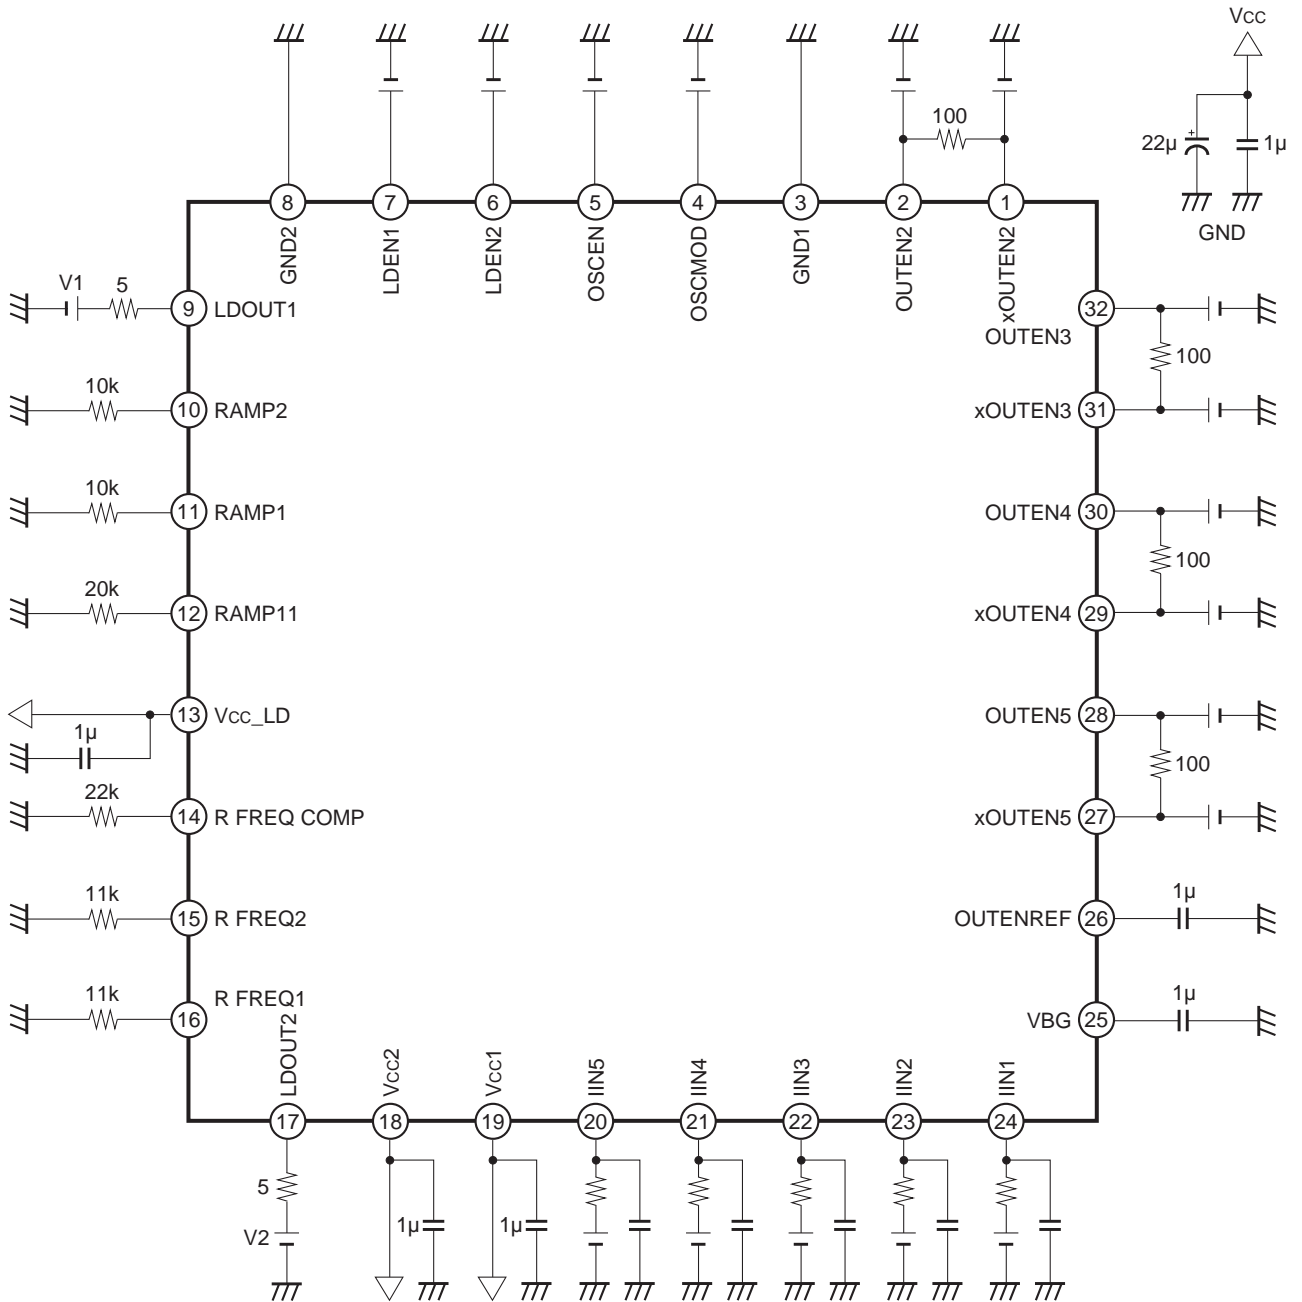 Vcc
100
22µ
+
1µ
GND
8
7
6
5
4
3
2
1
GND2
LDEN1
LDEN2
OSCEN
OSCMOD
GND1
OUTEN2
xOUTEN2
V1
5
9
LDOUT1
32
OUTEN3
100
10k
10
RAMP2
xOUTEN3
31
10k
11
RAMP1
OUTEN4
30
100
20k
12
RAMP11
xOUTEN4
29
13
Vcc_LD
1µ
OUTEN5
28
100
22k
14
R FREQ COMP
xOUTEN5
27
11k
15
R FREQ2
OUTENREF
26
1µ
11k
16
R FREQ1
VBG
25
1µ
LDOUT2
Vcc2
Vcc1
IIN5
IIN4
IIN3
IIN2
IIN1
17
18
19
20
21
22
23
24
5
V2
1µ
1µ